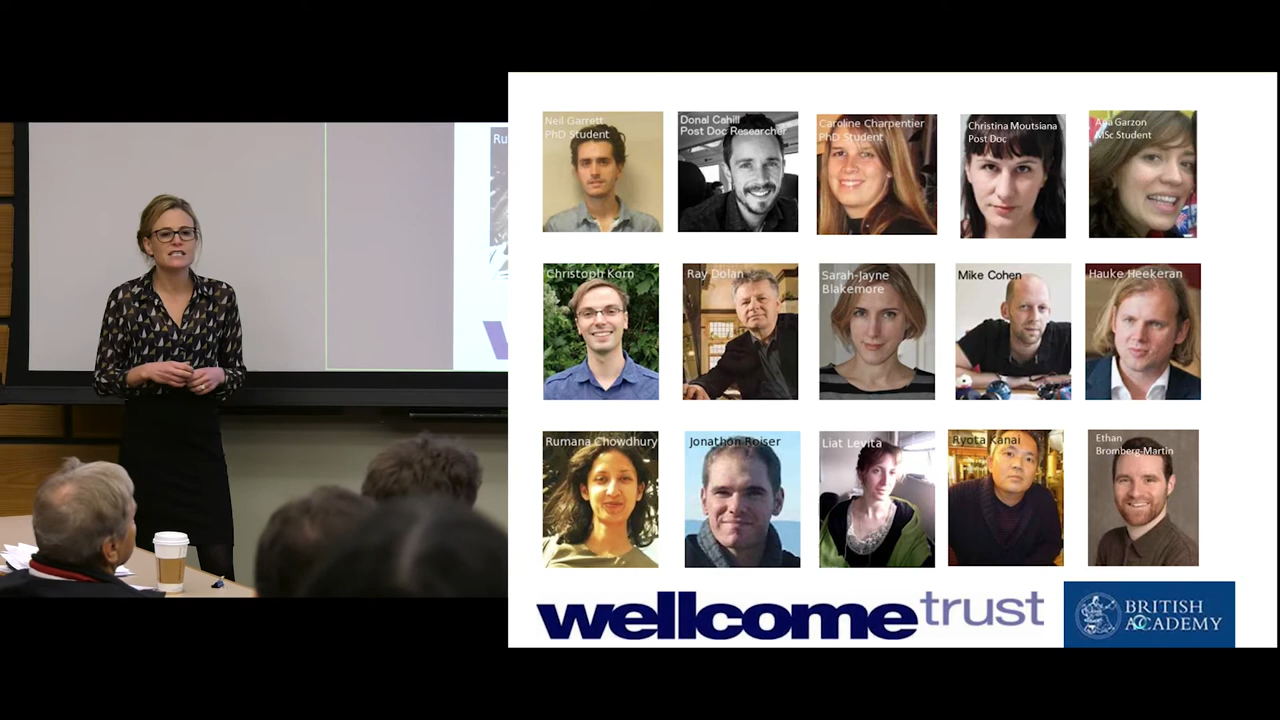 Ru
Neil Garrett
PhD Student
Donal Cahill
Post Doc Researcher
Caroline Charpentier
PhD Student
Christina Moutsiana
Post Doc
Ana Garzon
MSc Student
Christoph Korn
Ray Dolan
Sarah-Jayne
Blakemore
Mike Cohen
Hauke Heekeran
Rumana Chowdhury
Jonathon Roiser
Liat Levita
Ryota Kanai
Ethan
Bromberg-Martin
wellcome trust
BRITISH
ACADEMY